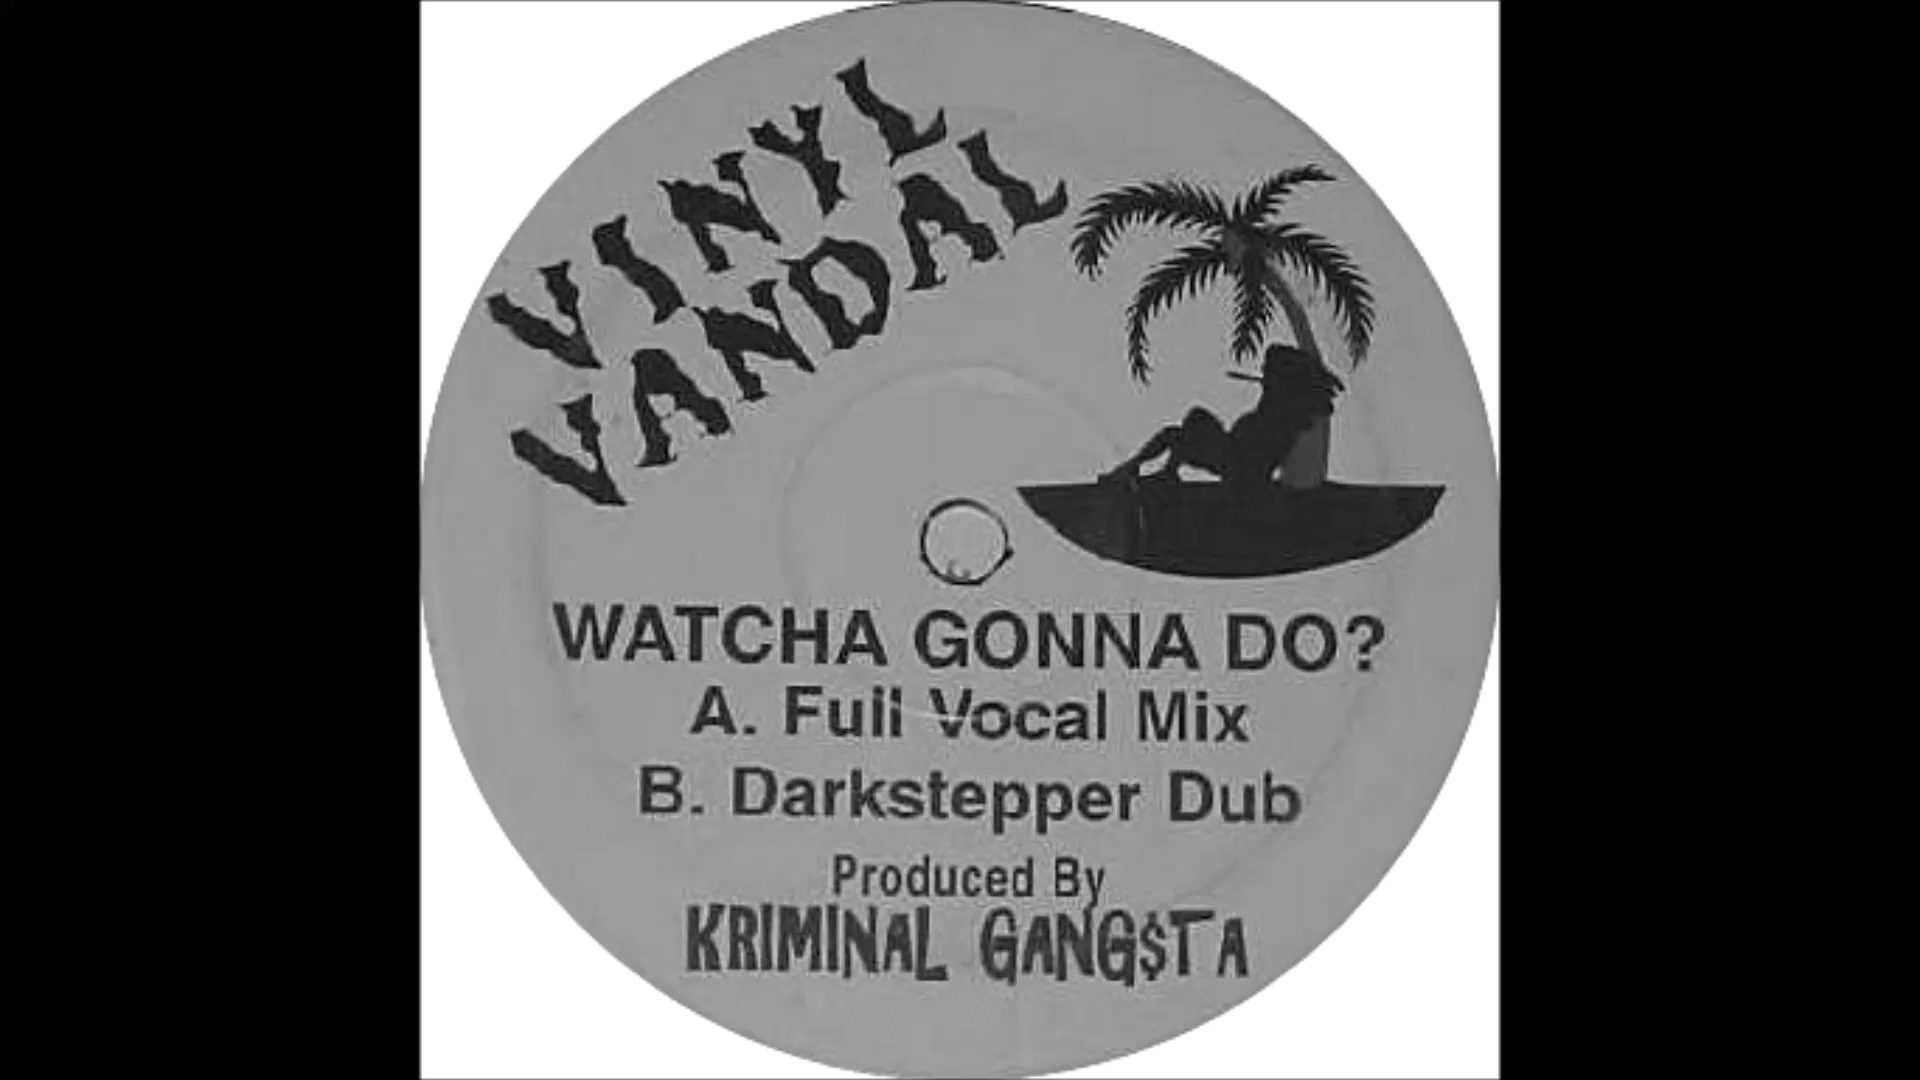 VINYL
VANDAL
WATCHA GONNA DO?
A. Full Vocal Mix
B. Darkstepper Dub
Produced By
KRIMINAL GANG$TA